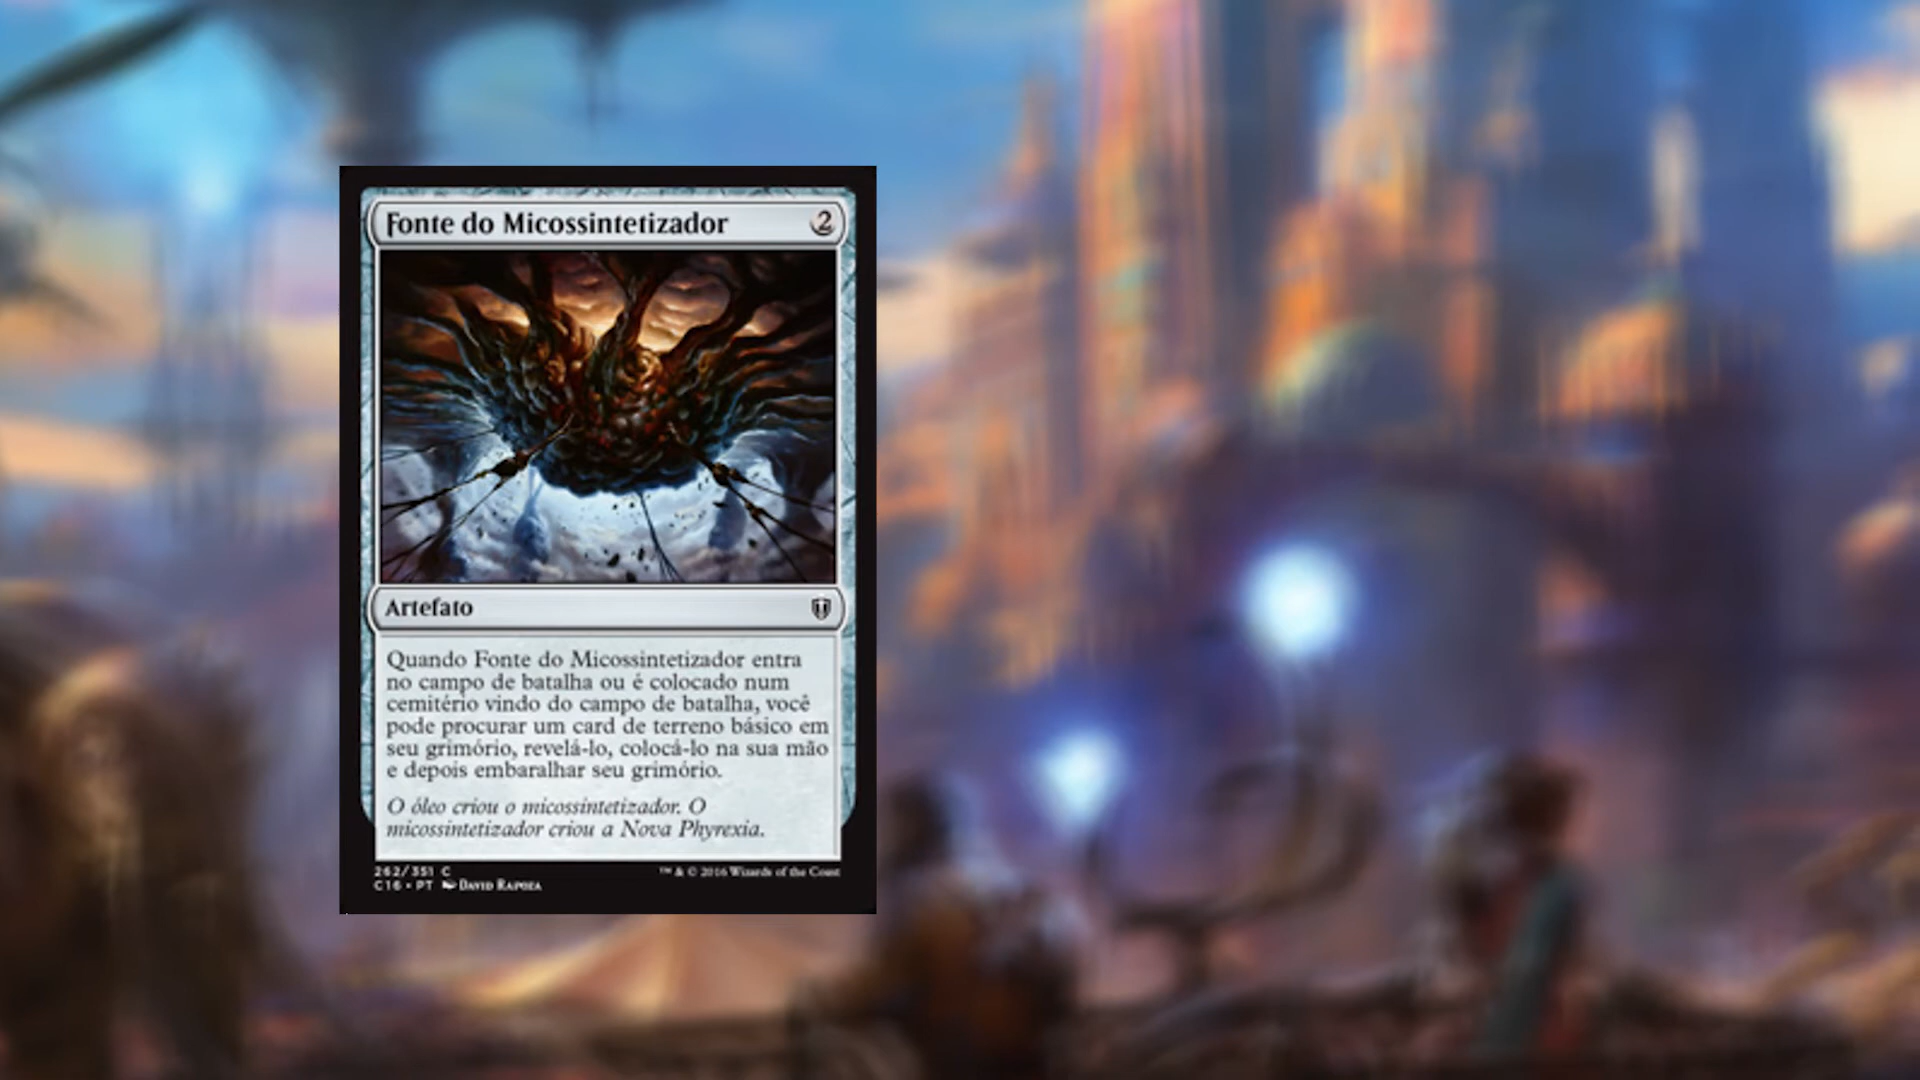 Fonte do Micossintetizador 2
Artefato
Quando Fonte do Micossintetizador entra
no campo de batalha ou é colocado num
cemitério vindo do campo de batalha, você
pode procurar um card de terreno básico em
seu grimório, revelá-lo, colocá-lo na sua mão
e depois embaralhar seu grimório.
O óleo criou o micossintetizador. O
micossintetizador criou a Nova Phyrexia.
262/351 C
™ & © 2016 Wizards of the Coast
C16 • PT David Rapoza